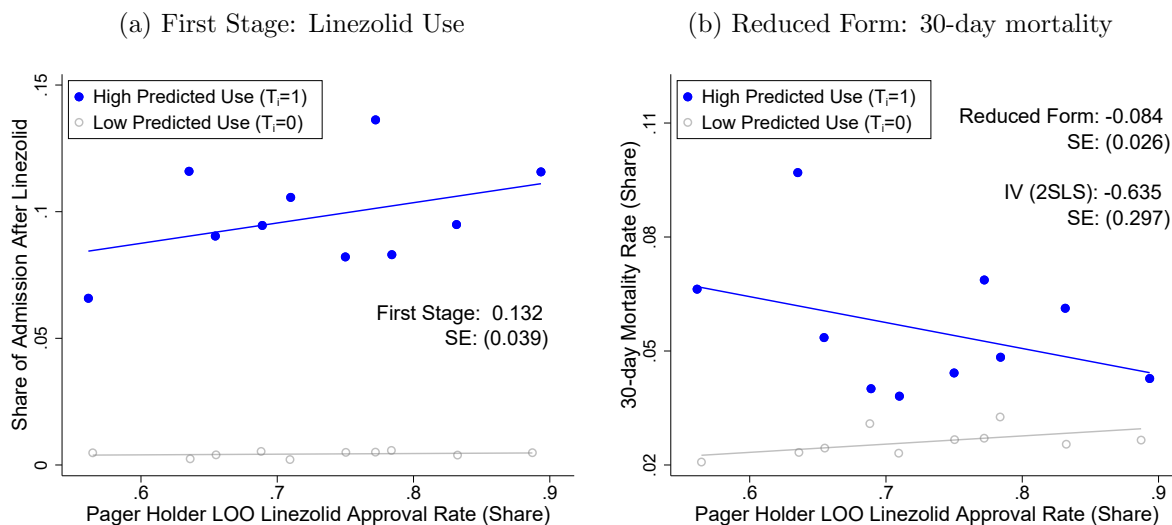 (a) First Stage: Linezolid Use
High Predicted Use (Tᵢ=1)
Low Predicted Use (Tᵢ=0)
First Stage: 0.132
SE: (0.039)
Share of Admission After Linezolid
0
.05
.1
.15
.6
.7
.8
.9
Pager Holder LOO Linezolid Approval Rate (Share)
(b) Reduced Form: 30-day mortality
High Predicted Use (Tᵢ=1)
Low Predicted Use (Tᵢ=0)
Reduced Form: -0.084
SE: (0.026)
IV (2SLS): -0.635
SE: (0.297)
30-day Mortality Rate (Share)
.02
.05
.08
.11
.6
.7
.8
.9
Pager Holder LOO Linezolid Approval Rate (Share)